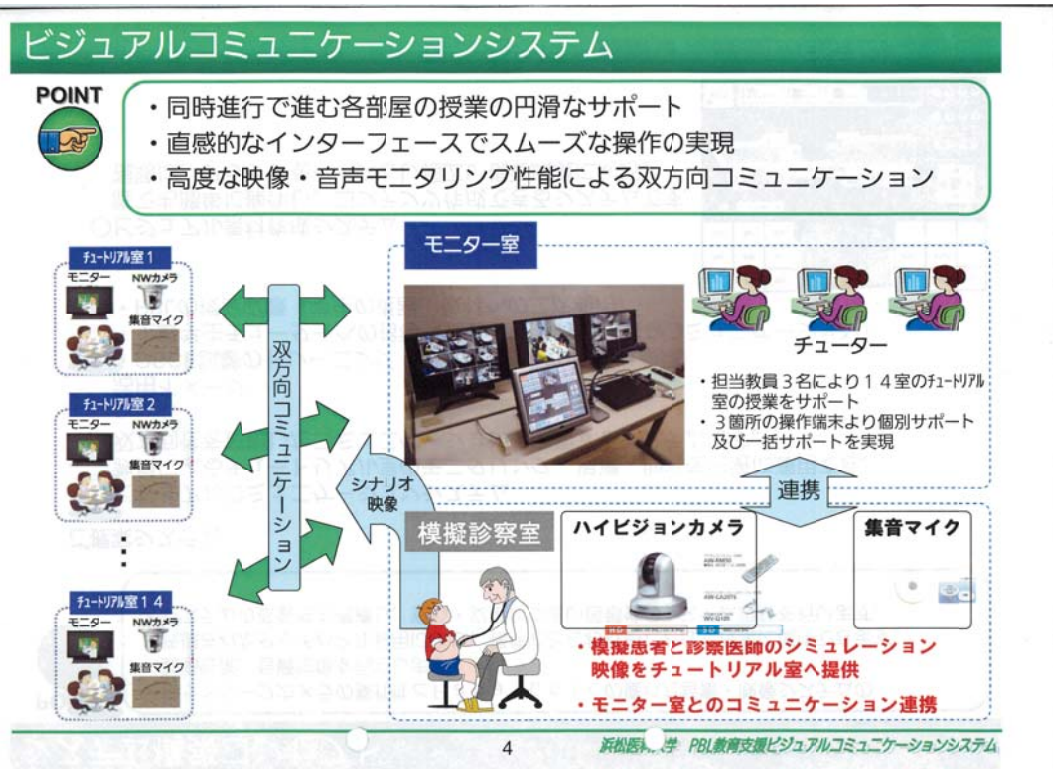 ビジュアルコミュニケーションシステム
POINT
・同時進行で進む各部屋の授業の円滑なサポート
・直感的なインターフェースでスムーズな操作の実現
・高度な映像・音声モニタリング性能による双方向コミュニケーション
ﾁｭｰﾄﾘｱﾙ室1
モニター
NWカメラ
集音マイク
ﾁｭｰﾄﾘｱﾙ室2
モニター
NWカメラ
集音マイク
ﾁｭｰﾄﾘｱﾙ室14
モニター
NWカメラ
集音マイク
双方向コミュニケーション
シナリオ
映像
モニター室
チューター
・担当教員3名により14室のﾁｭｰﾄﾘｱﾙ
室の授業をサポート
・3箇所の操作端末より個別サポート
及び一括サポートを実現
連携
模擬診察室
ハイビジョンカメラ
集音マイク
・模擬患者と診察医師のシミュレーション
映像をチュートリアル室へ提供
・モニター室とのコミュニケーション連携
4
浜松医科 PBL教育支援ビジュアルコミュニケーションシステム